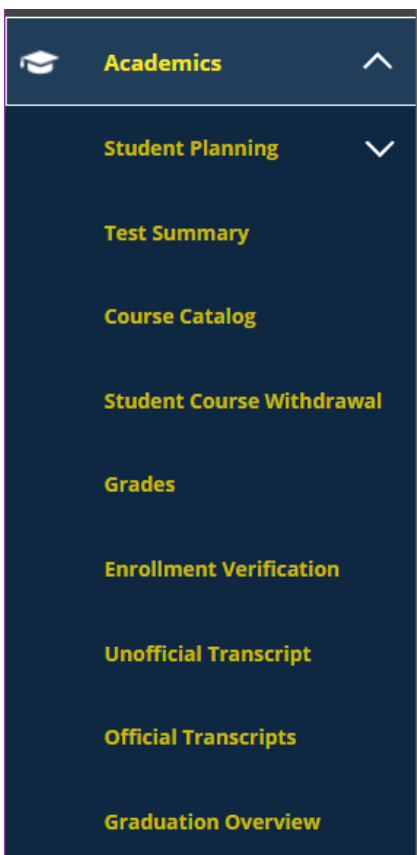 Academics
Student Planning
Test Summary
Course Catalog
Student Course Withdrawal
Grades
Enrollment Verification
Unofficial Transcript
Official Transcripts
Graduation Overview